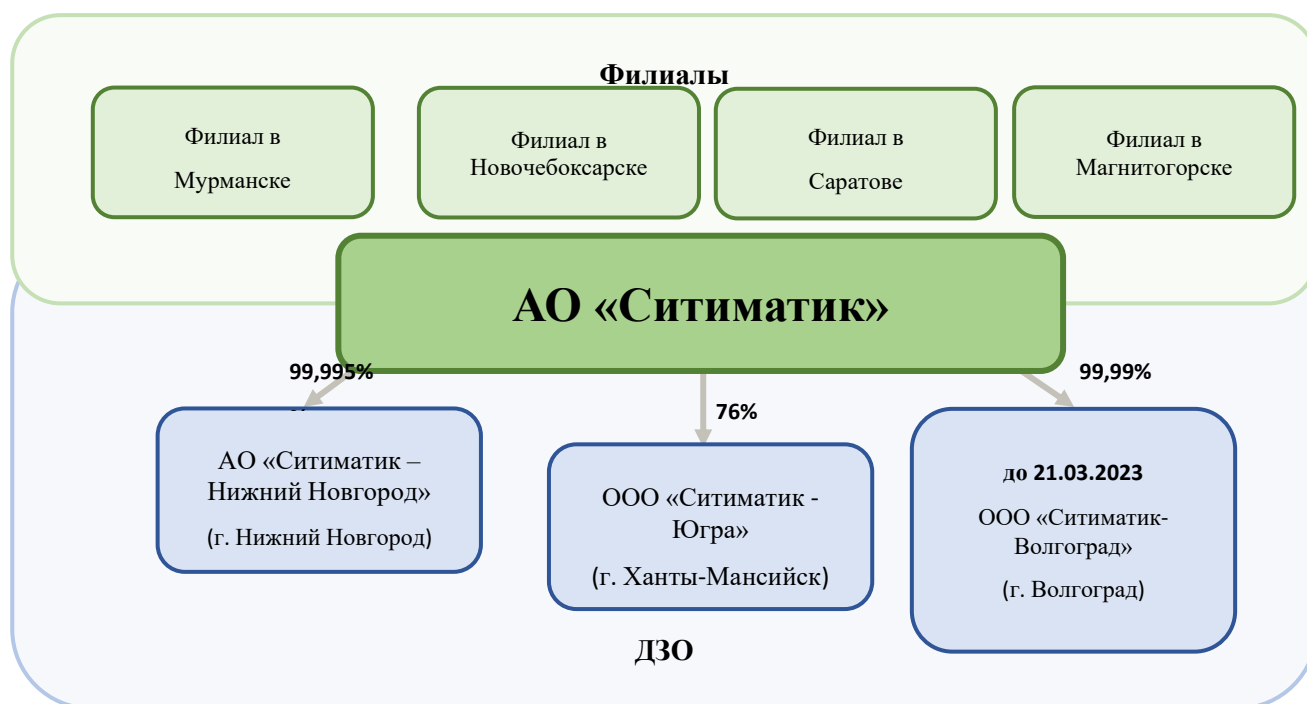 Филиалы
Филиал в
Мурманске
Филиал в
Новочебоксарске
Филиал в
Саратове
Филиал в
Магнитогорске
АО «Ситиматик»
99,995%
76%
99,99%
АО «Ситиматик –
Нижний Новгород»
(г. Нижний Новгород)
ООО «Ситиматик -
Югра»
(г. Ханты-Мансийск)
до 21.03.2023
ООО «Ситиматик-
Волгоград»
(г. Волгоград)
ДЗО